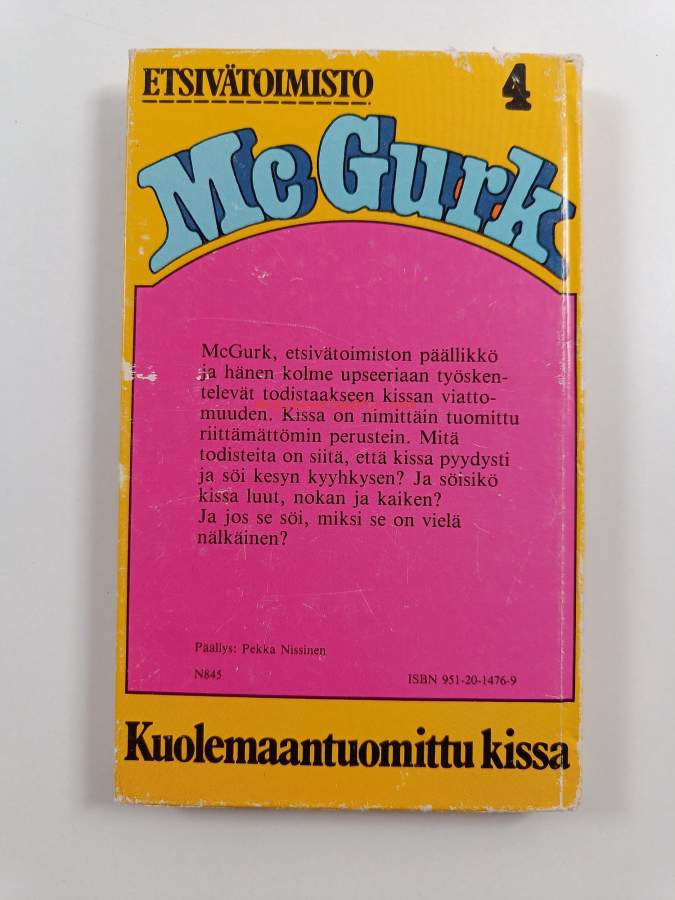 ETSIVÄTOIMISTO 4
McGurk
McGurk, etsivätoimiston päällikkö
ja hänen kolme upseeriaan työsken-
televät todistaakseen kissan viatto-
muuden. Kissa on nimittäin tuomittu
riittämättömin perustein. Mitä
todisteita on siitä, että kissa pyydysti
ja söi kesyn kyyhkysen? Ja söisikö
kissa luut, nokan ja kaiken?
Ja jos se söi, miksi se on vielä
nälkäinen?
Päällys: Pekka Nissinen
N845 ISBN 951-20-1476-9
Kuolemaantuomittu kissa